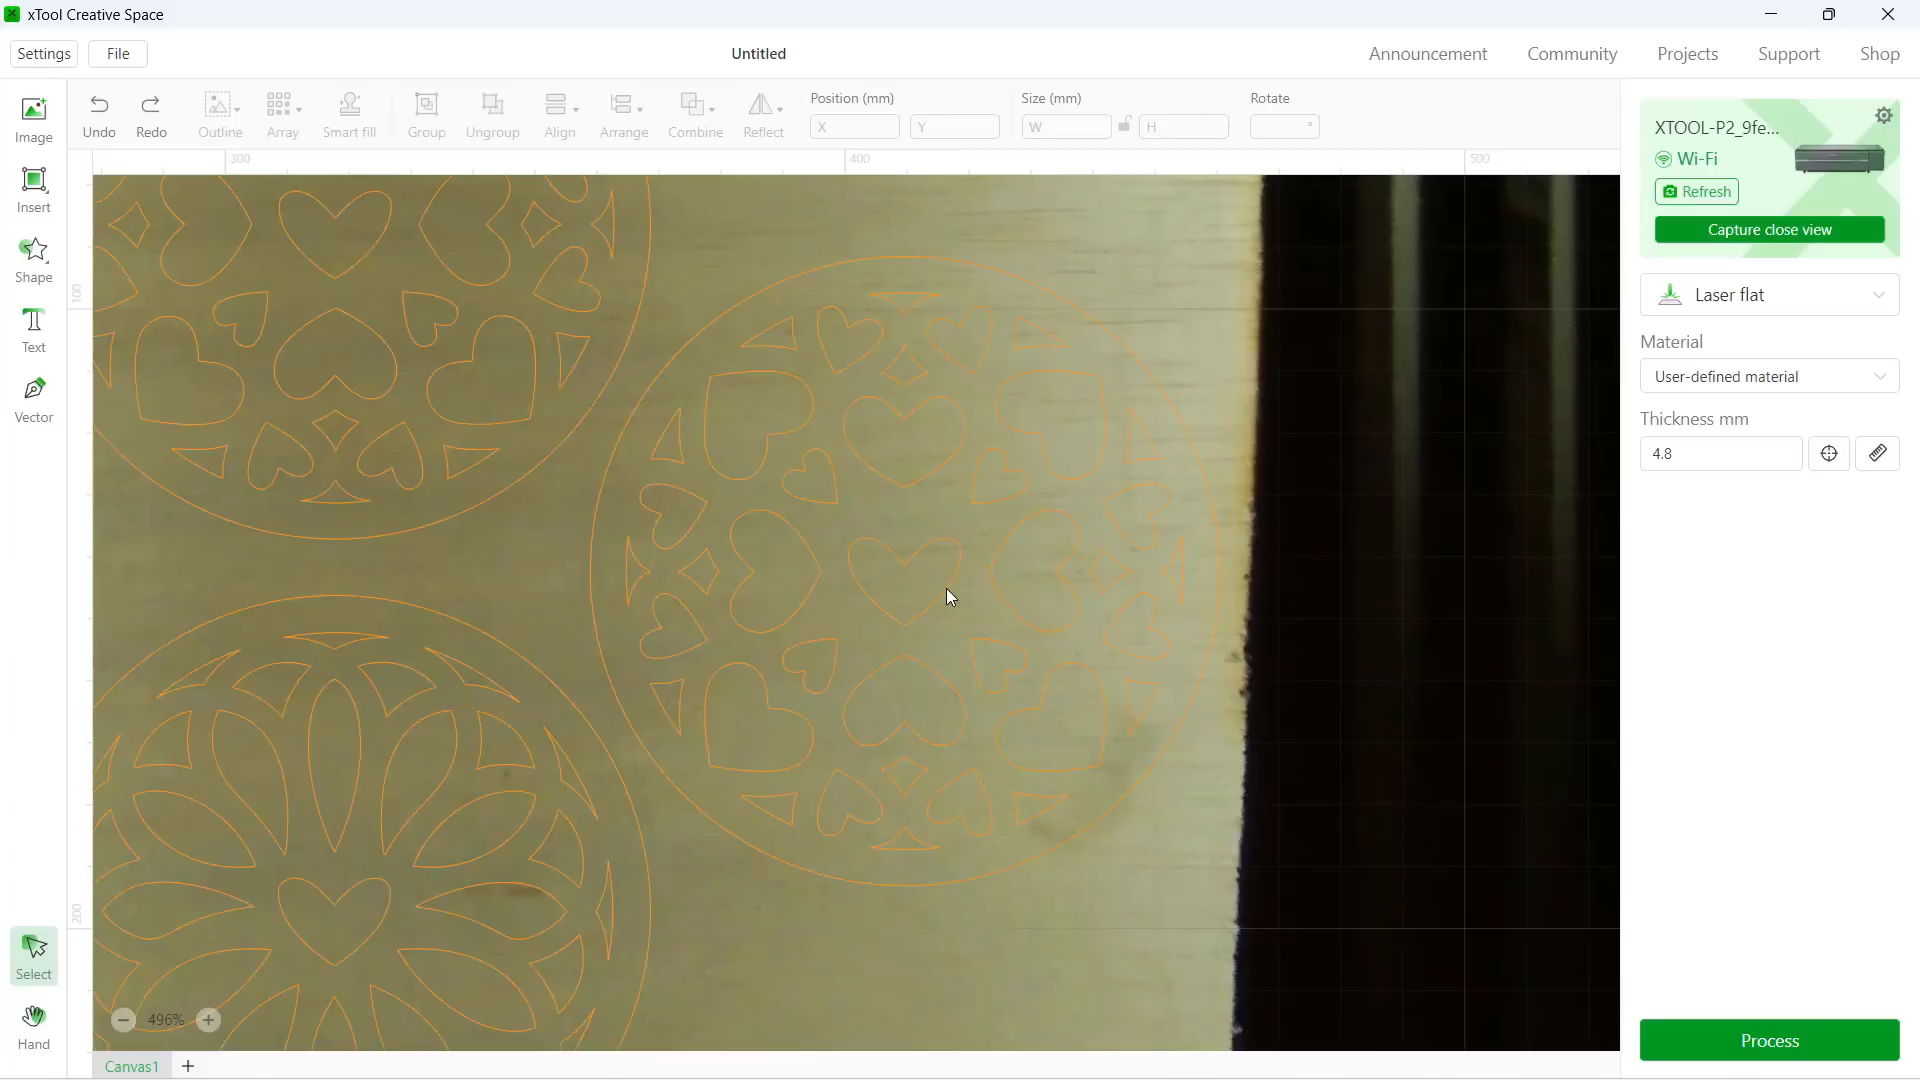 xTool Creative Space
Settings
File
Untitled
Announcement
Community
Projects
Support
Shop
Image
Insert
Shape
Text
Vector
Select
Hand
Undo
Redo
Outline
Array
Smart fill
Group
Ungroup
Align
Arrange
Combine
Reflect
Position (mm)
X
Y
Size (mm)
W
H
Rotate
°
300
400
500
100
200
496%
Canvas1
XTOOL-P2_9fe...
Wi-Fi
Refresh
Capture close view
Laser flat
Material
User-defined material
Thickness mm
4.8
Process